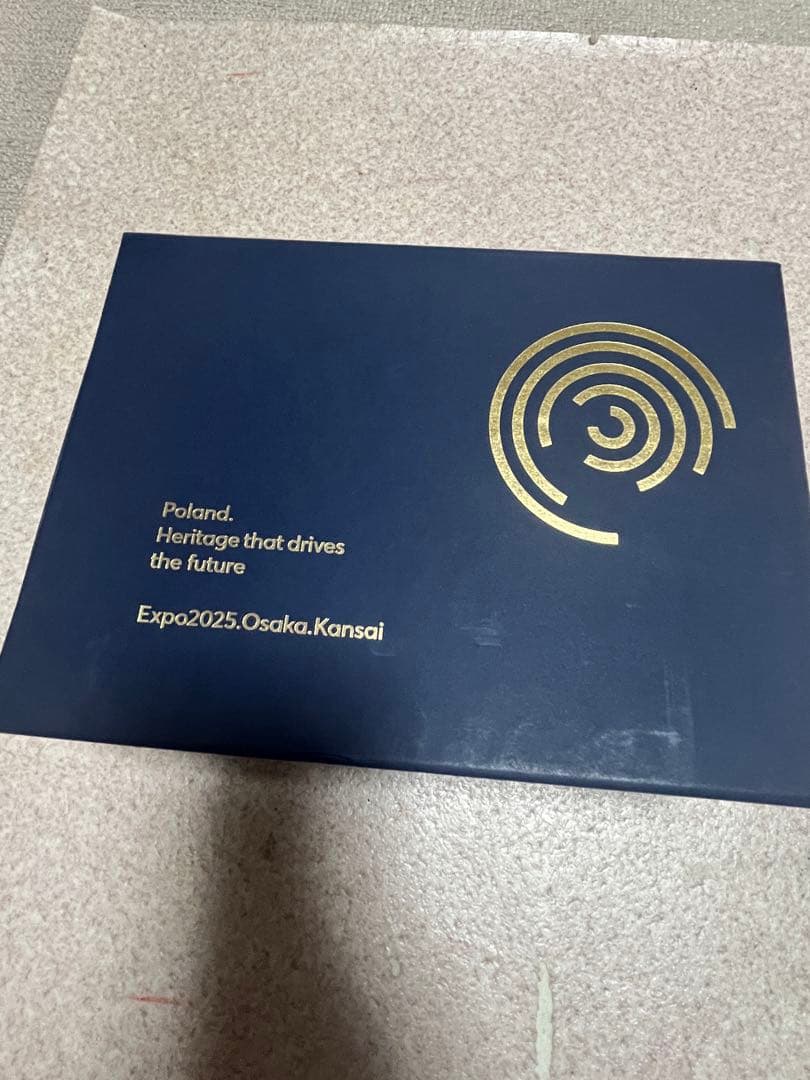 Poland.
Heritage that drives
the future
Expo2025.Osaka.Kansai